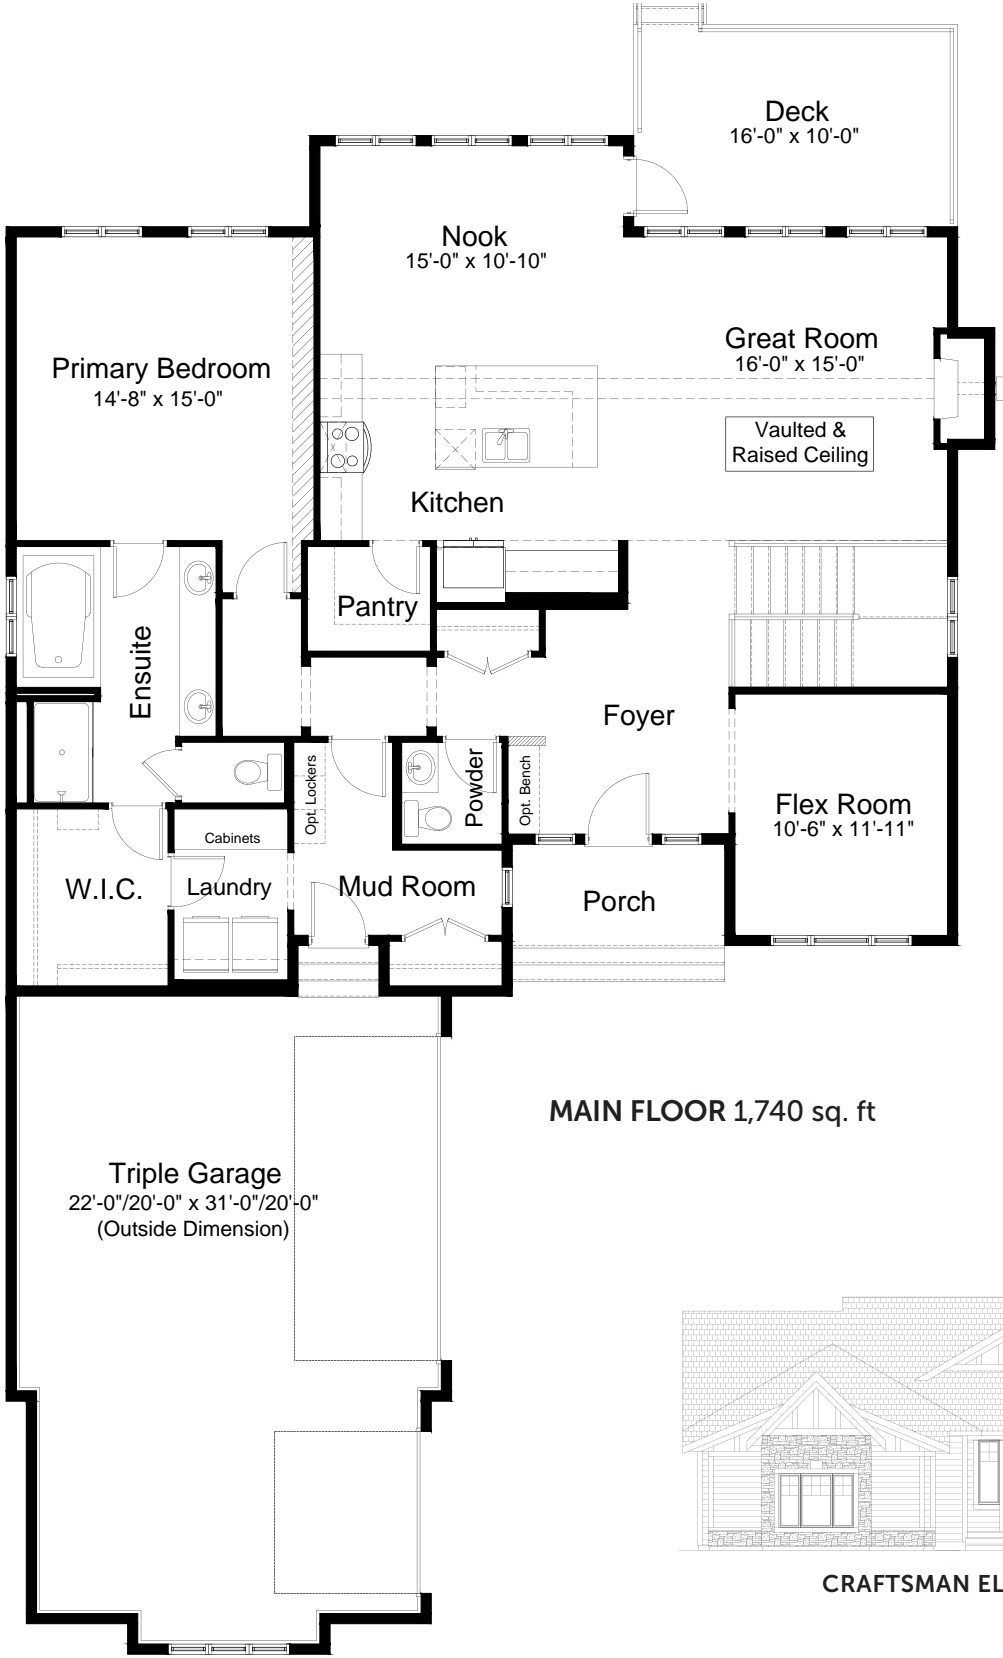 Deck
16'-0" x 10'-0"
Nook
15'-0" x 10'-10"
Great Room
16'-0" x 15'-0"
Primary Bedroom
14'-8" x 15'-0"
Vaulted &
Raised Ceiling
Kitchen
Pantry
Ensuite
Foyer
Opt. Lockers
Powder
Opt. Bench
Flex Room
10'-6" x 11'-11"
Cabinets
W.I.C.
Laundry
Mud Room
Porch
MAIN FLOOR 1,740 sq. ft
Triple Garage
22'-0"/20'-0" x 31'-0"/20'-0"
(Outside Dimension)
CRAFTSMAN EL